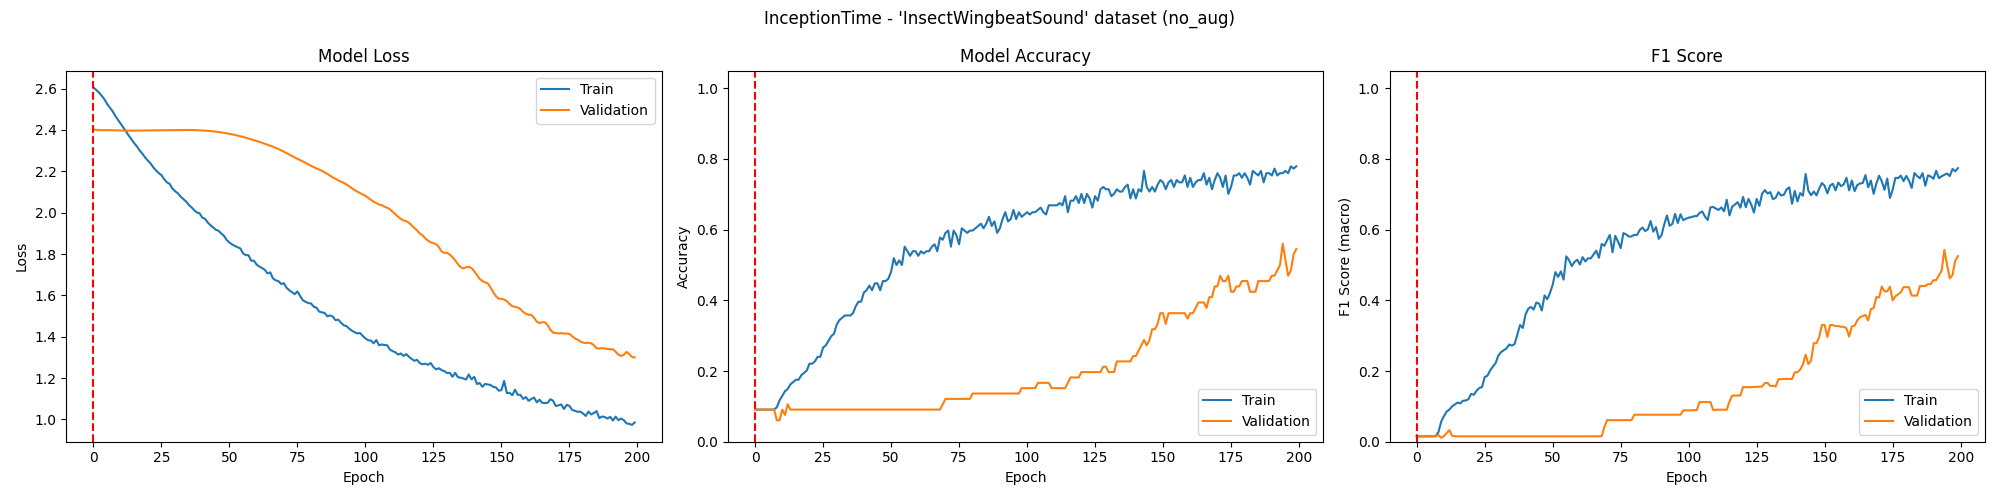 InceptionTime - 'InsectWingbeatSound' dataset (no_aug)
Model Loss
Loss
2.6
2.4
2.2
2.0
1.8
1.6
1.4
1.2
1.0
Train
Validation
0 25 50 75 100 125 150 175 200
Epoch
Model Accuracy
Accuracy
1.0
0.8
0.6
0.4
0.2
0.0
Train
Validation
0 25 50 75 100 125 150 175 200
Epoch
F1 Score
F1 Score (macro)
1.0
0.8
0.6
0.4
0.2
0.0
Train
Validation
0 25 50 75 100 125 150 175 200
Epoch